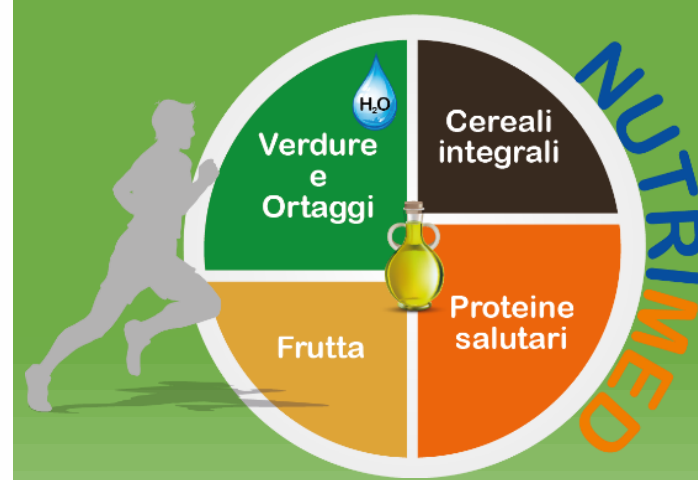 H₂O
Verdure
e
Ortaggi
Cereali
integrali
Frutta
Proteine
salutari
NUTRIMED